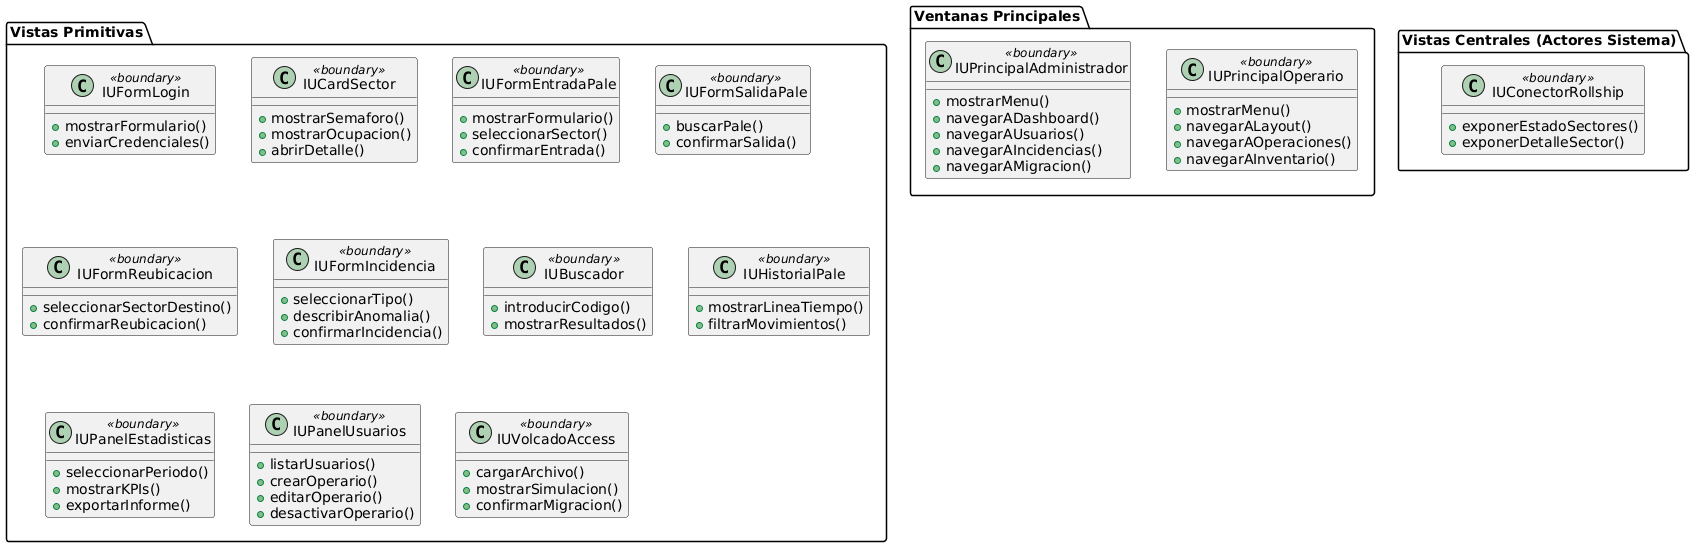 Vistas Primitivas
C
«boundary»
IUFormLogin
mostrarFormulario()
enviarCredenciales()
C
«boundary»
IUCardSector
mostrarSemaforo()
mostrarOcupacion()
abrirDetalle()
C
«boundary»
IUFormEntradaPale
mostrarFormulario()
seleccionarSector()
confirmarEntrada()
C
«boundary»
IUFormSalidaPale
buscarPale()
confirmarSalida()
C
«boundary»
IUFormReubicacion
seleccionarSectorDestino()
confirmarReubicacion()
C
«boundary»
IUFormIncidencia
seleccionarTipo()
describirAnomalia()
confirmarIncidencia()
C
«boundary»
IUBuscador
introducirCodigo()
mostrarResultados()
C
«boundary»
IUHistorialPale
mostrarLineaTiempo()
filtrarMovimientos()
C
«boundary»
IUPanelEstadisticas
seleccionarPeriodo()
mostrarKPIs()
exportarInforme()
C
«boundary»
IUPanelUsuarios
listarUsuarios()
crearOperario()
editarOperario()
desactivarOperario()
C
«boundary»
IUVolcadoAccess
cargarArchivo()
mostrarSimulacion()
confirmarMigracion()
Ventanas Principales
C
«boundary»
IUPrincipalAdministrador
mostrarMenu()
navegarADashboard()
navegarAUsuarios()
navegarAIncidencias()
navegarAMigracion()
C
«boundary»
IUPrincipalOperario
mostrarMenu()
navegarALayout()
navegarAOperaciones()
navegarAInventario()
Vistas Centrales (Actores Sistema)
C
«boundary»
IUConectorRollship
exponerEstadoSectores()
exponerDetalleSector()